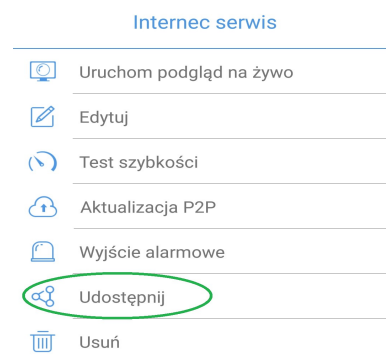 Internec serwis
Uruchom podgląd na żywo
Edytuj
Test szybkości
Aktualizacja P2P
Wyjście alarmowe
Udostępnij
Usuń